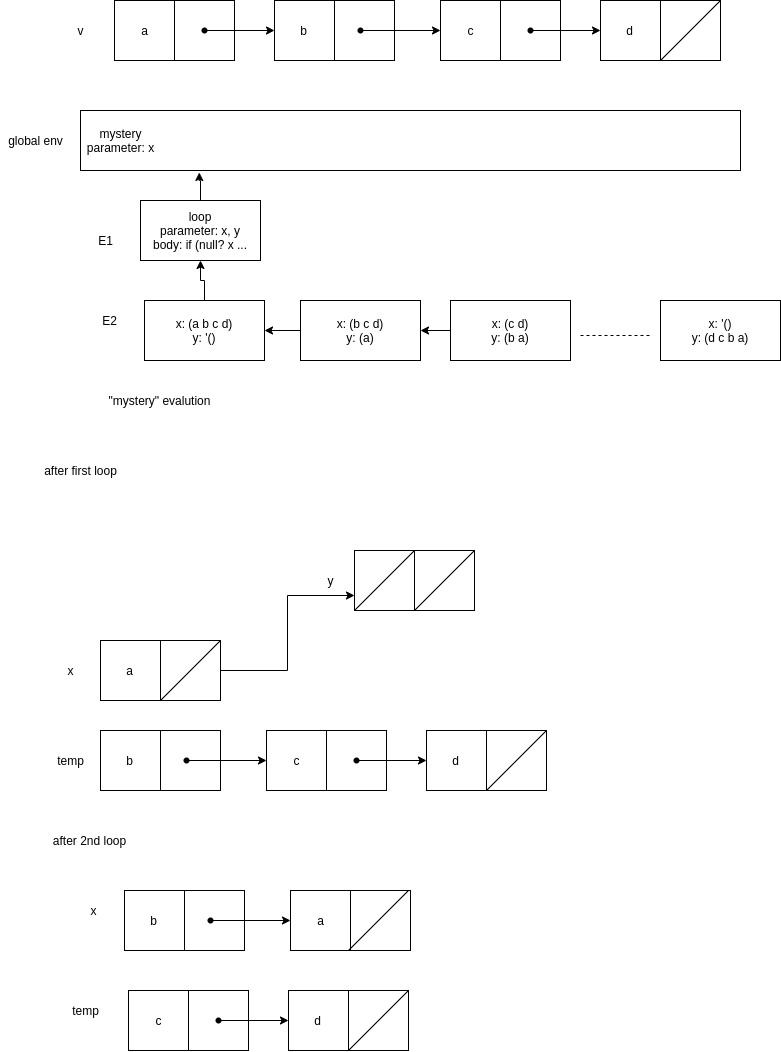 v a b c d
global env
mystery
parameter: x
E1
loop
parameter: x, y
body: if (null? x ...
E2
x: (a b c d)
y: '()
x: (b c d)
y: (a)
x: (c d)
y: (b a)
x: '()
y: (d c b a)
"mystery" evalution
after first loop
y
x a
temp b c d
after 2nd loop
x b a
temp c d